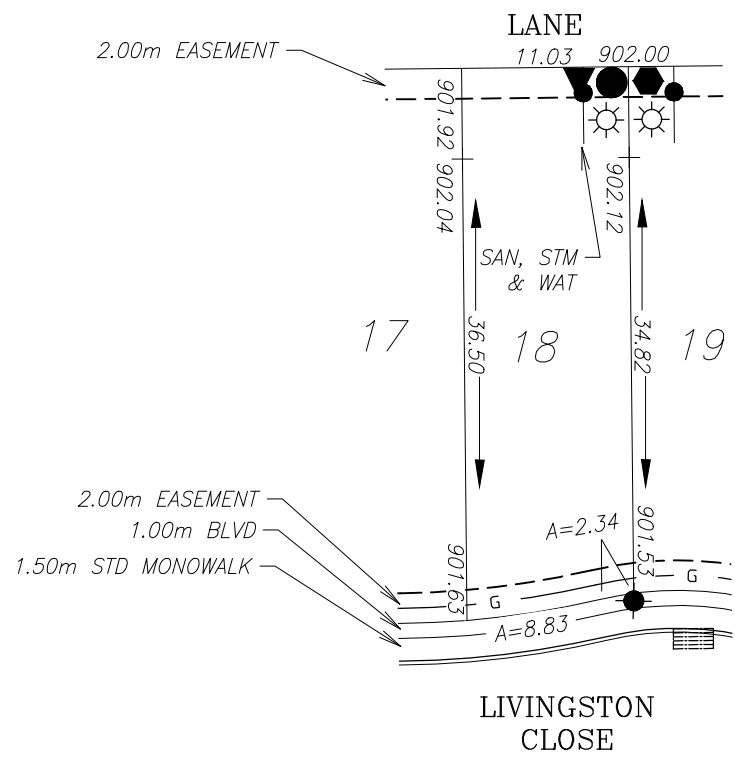 LANE
2.00m EASEMENT
11.03
902.00
901.92
902.04
902.12
SAN, STM
& WAT
17
36.50
18
34.82
19
2.00m EASEMENT
1.00m BLVD
1.50m STD MONOWALK
A=2.34
901.53
901.63
G
G
A=8.83
LIVINGSTON
CLOSE